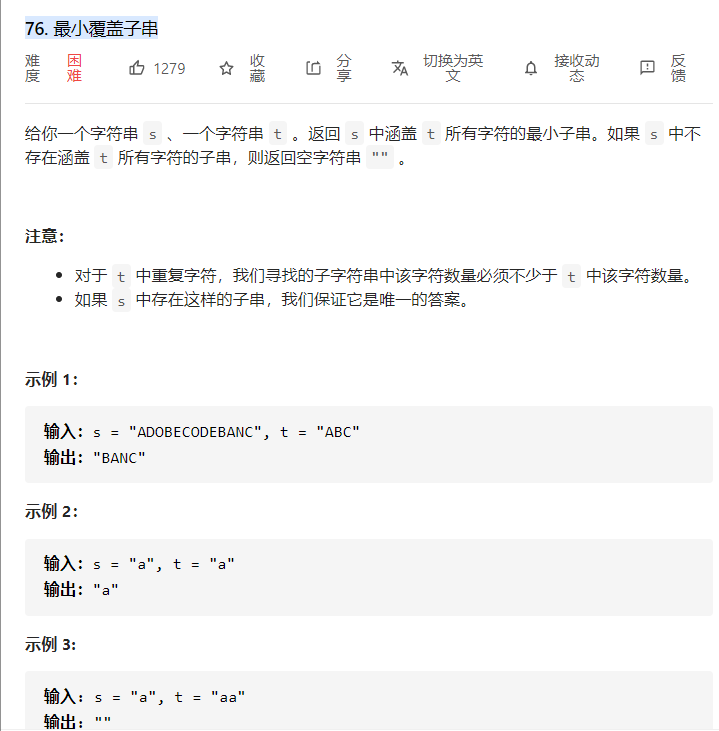 76. 最小覆盖子串
难度 困难 1279 收藏 分享 切换为英文 接收动态 反馈
给你一个字符串 s 、一个字符串 t 。返回 s 中涵盖 t 所有字符的最小子串。如果 s 中不
存在涵盖 t 所有字符的子串，则返回空字符串 "" 。
注意：
对于 t 中重复字符，我们寻找的子字符串中该字符数量必须不少于 t 中该字符数量。
如果 s 中存在这样的子串，我们保证它是唯一的答案。
示例 1：
输入：s = "ADOBECODEBANC", t = "ABC"
输出："BANC"
示例 2：
输入：s = "a", t = "a"
输出："a"
示例 3:
输入: s = "a", t = "aa"
输出: ""